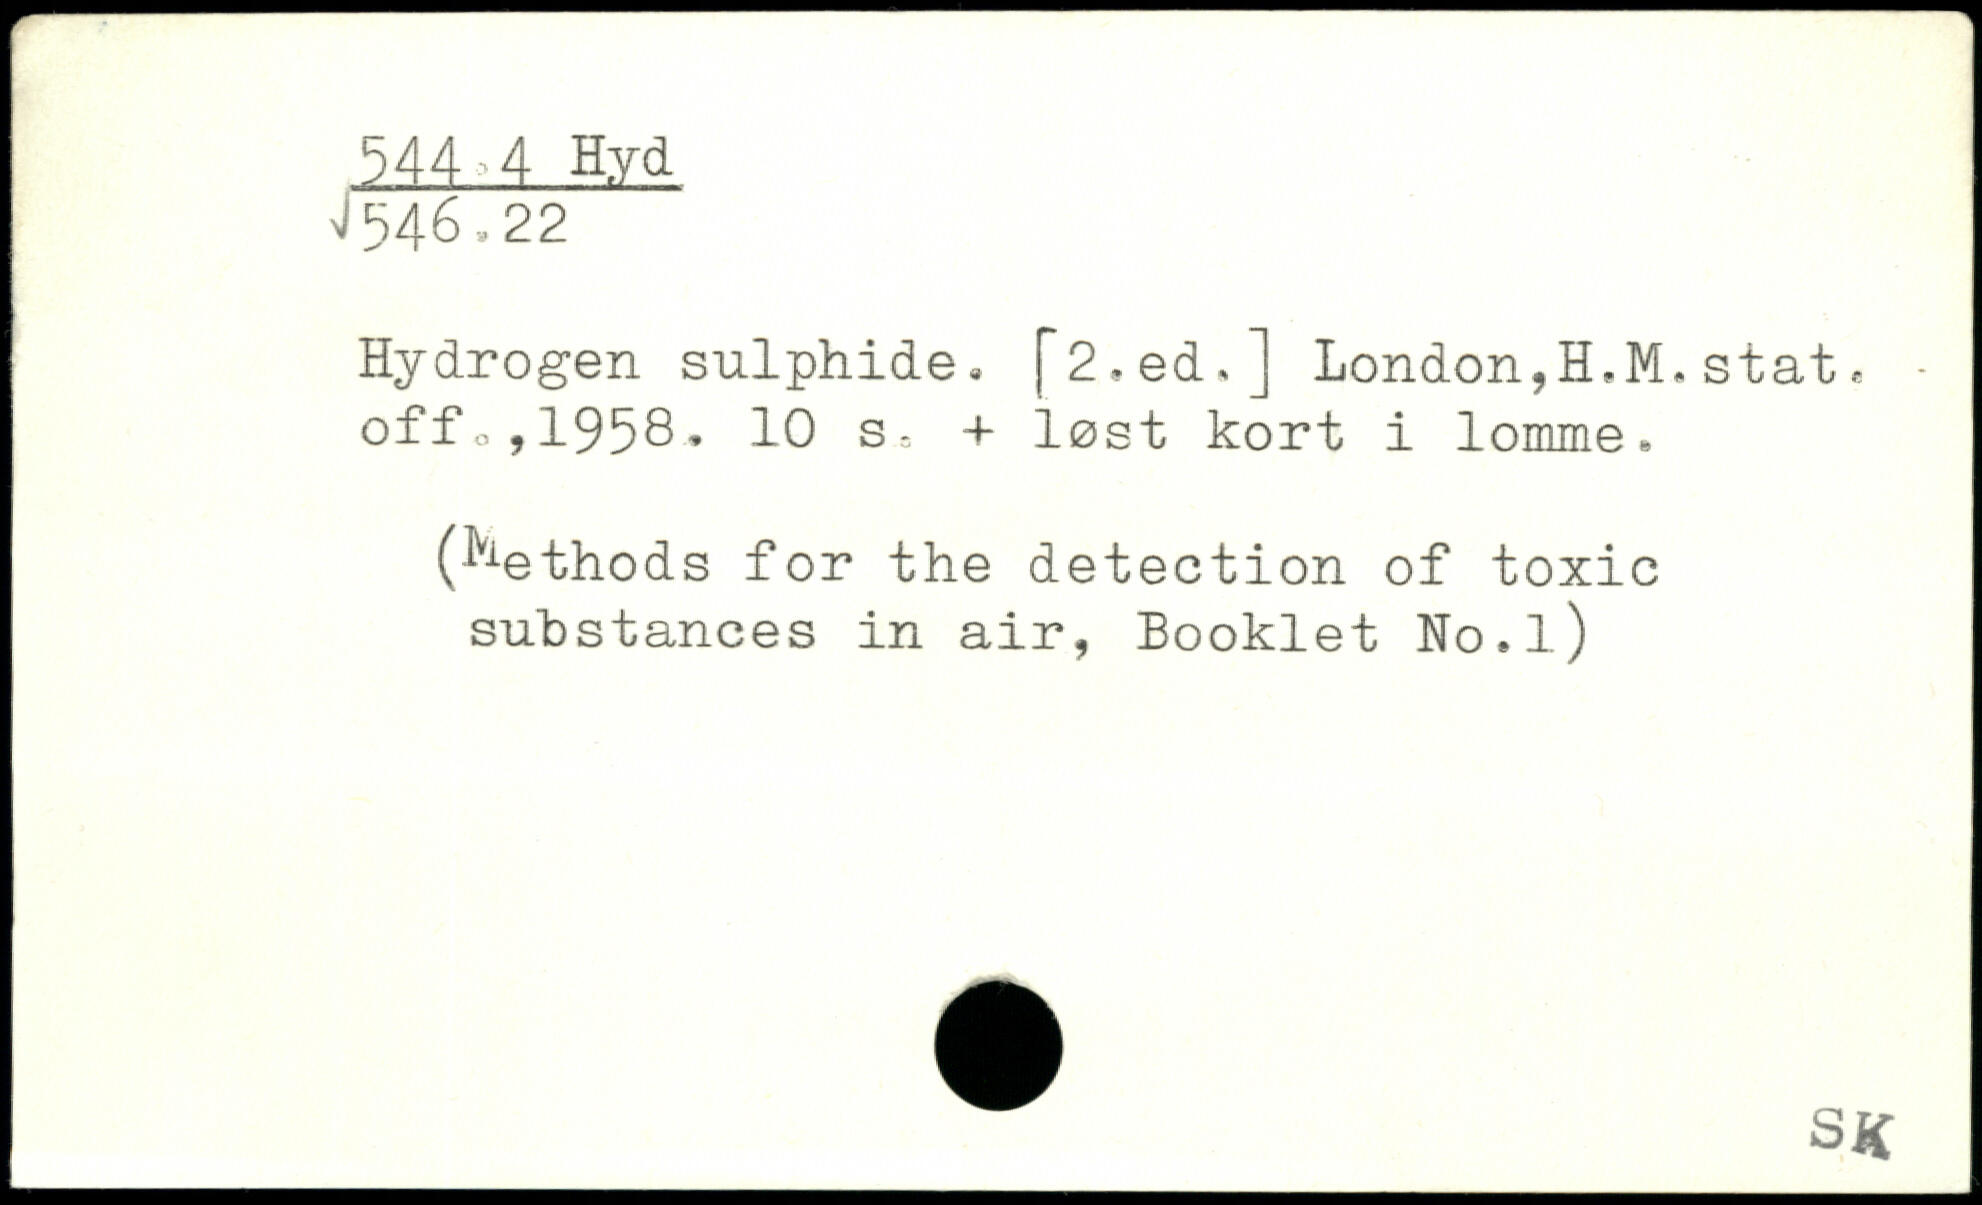 544.4 Hyd
√546.22
Hydrogen sulphide. [2.ed.] London,H.M.stat.
off.,1958. 10 s. + løst kort i lomme.
(Methods for the detection of toxic
substances in air, Booklet No.1)
SK